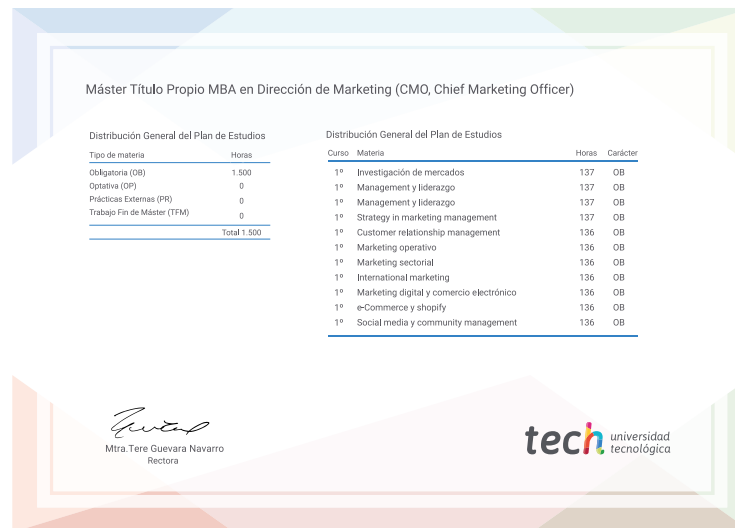 Máster Título Propio MBA en Dirección de Marketing (CMO, Chief Marketing Officer)
Distribución General del Plan de Estudios
Tipo de materia Horas
Obligatoria (OB) 1.500
Optativa (OP) 0
Prácticas Externas (PR) 0
Trabajo Fin de Máster (TFM) 0
Total 1.500
Distribución General del Plan de Estudios
Curso Materia Horas Carácter
1º Investigación de mercados 137 OB
1º Management y liderazgo 137 OB
1º Management y liderazgo 137 OB
1º Strategy in marketing management 137 OB
1º Customer relationship management 136 OB
1º Marketing operativo 136 OB
1º Marketing sectorial 136 OB
1º International marketing 136 OB
1º Marketing digital y comercio electrónico 136 OB
1º e-Commerce y shopify 136 OB
1º Social media y community management 136 OB
Mtra.Tere Guevara Navarro
Rectora
tech universidad
tecnológica